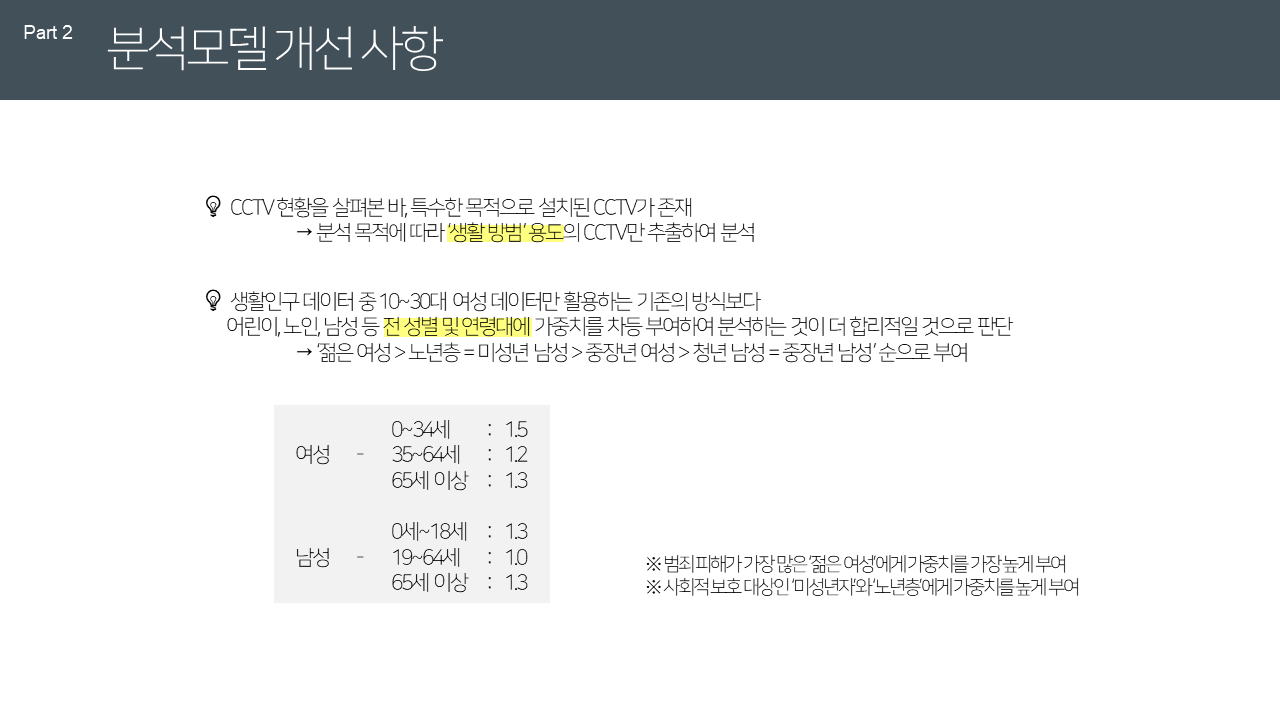 Part 2
분석모델 개선 사항
CCTV 현황을 살펴본 바, 특수한 목적으로 설치된 CCTV가 존재
→ 분석 목적에 따라 '생활 방범' 용도의 CCTV만 추출하여 분석
생활인구 데이터 중 10~30대 여성 데이터만 활용하는 기존의 방식보다
어린이, 노인, 남성 등 전 성별 및 연령대에 가중치를 차등 부여하여 분석하는 것이 더 합리적일 것으로 판단
→ '젊은 여성 > 노년층 = 미성년 남성 > 중장년 여성 > 청년 남성 = 중장년 남성' 순으로 부여
0~34세 : 1.5
여성 - 35~64세 : 1.2
65세 이상 : 1.3
0세~18세 : 1.3
남성 - 19~64세 : 1.0
65세 이상 : 1.3
※ 범죄 피해가 가장 많은 '젊은 여성'에게 가중치를 가장 높게 부여
※ 사회적 보호 대상인 '미성년자'와 '노년층'에게 가중치를 높게 부여